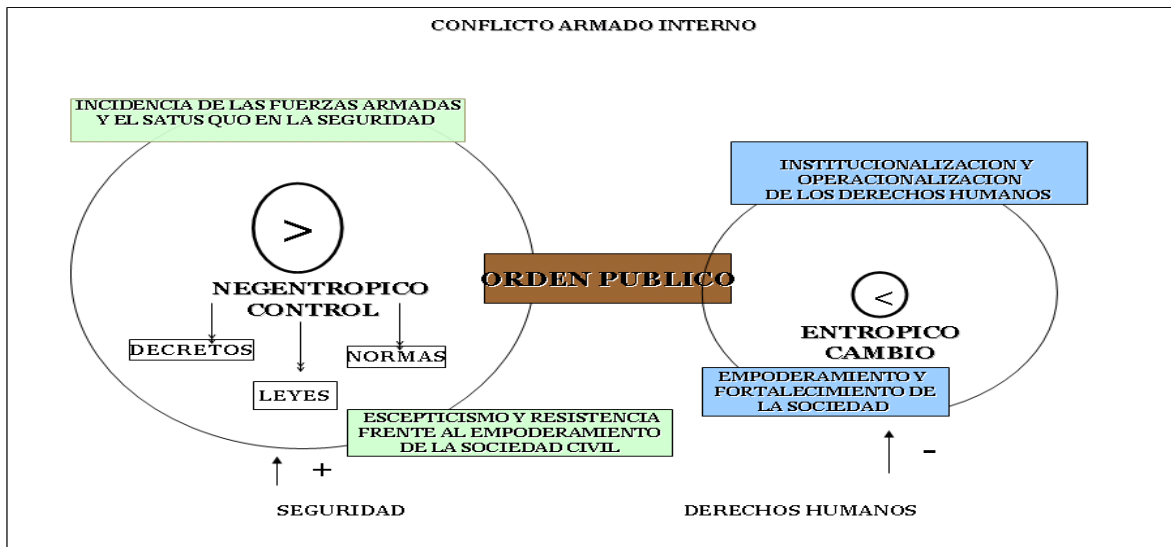 CONFLICTO ARMADO INTERNO
INCIDENCIA DE LAS FUERZAS ARMADAS
Y EL SATUS QUO EN LA SEGURIDAD
>
NEGENTROPICO
CONTROL
DECRETOS
LEYES
NORMAS
ESCEPTICISMO Y RESISTENCIA
FRENTE AL EMPODERAMIENTO
DE LA SOCIEDAD CIVIL
+
SEGURIDAD
ORDEN PUBLICO
INSTITUCIONALIZACION Y
OPERACIONALIZACION
DE LOS DERECHOS HUMANOS
<
ENTROPICO
CAMBIO
EMPODERAMIENTO Y
FORTALECIMIENTO DE
LA SOCIEDAD
-
DERECHOS HUMANOS